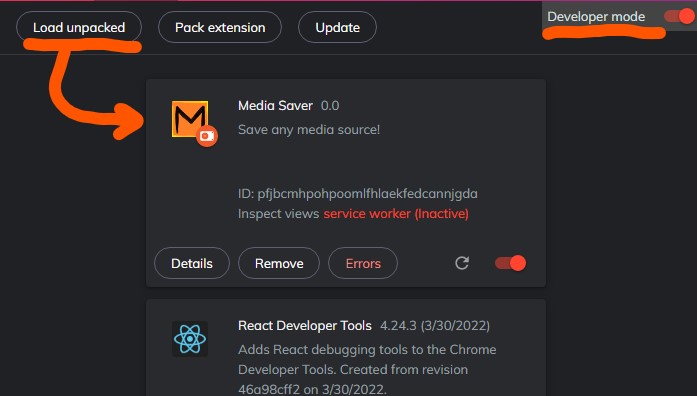 Load unpacked
Pack extension
Update
Developer mode
Media Saver 0.0
Save any media source!
ID: pfjbcmhpohpoomlfhlaekfedcannjgda
Inspect views service worker (Inactive)
Details
Remove
Errors
React Developer Tools 4.24.3 (3/30/2022)
Adds React debugging tools to the Chrome
Developer Tools. Created from revision
46a98cff2 on 3/30/2022.